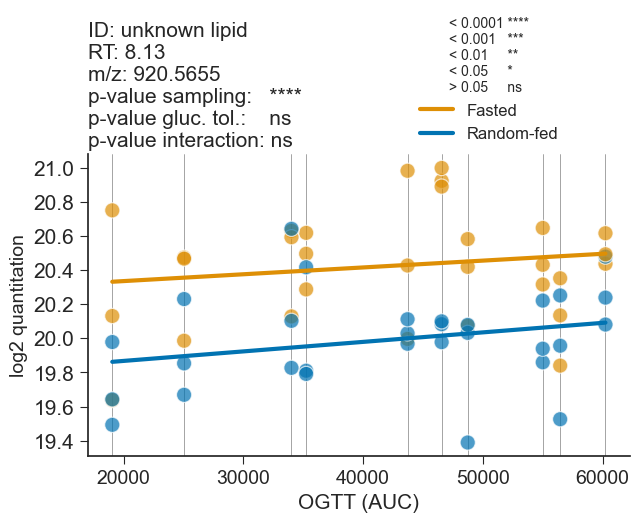 ID: unknown lipid
RT: 8.13
m/z: 920.5655
p-value sampling: ****
p-value gluc. tol.: ns
p-value interaction: ns
< 0.0001 ****
< 0.001 ***
< 0.01 **
< 0.05 *
> 0.05 ns
Fasted
Random-fed
log2 quantitation
21.0
20.8
20.6
20.4
20.2
20.0
19.8
19.6
19.4
20000 30000 40000 50000 60000
OGTT (AUC)